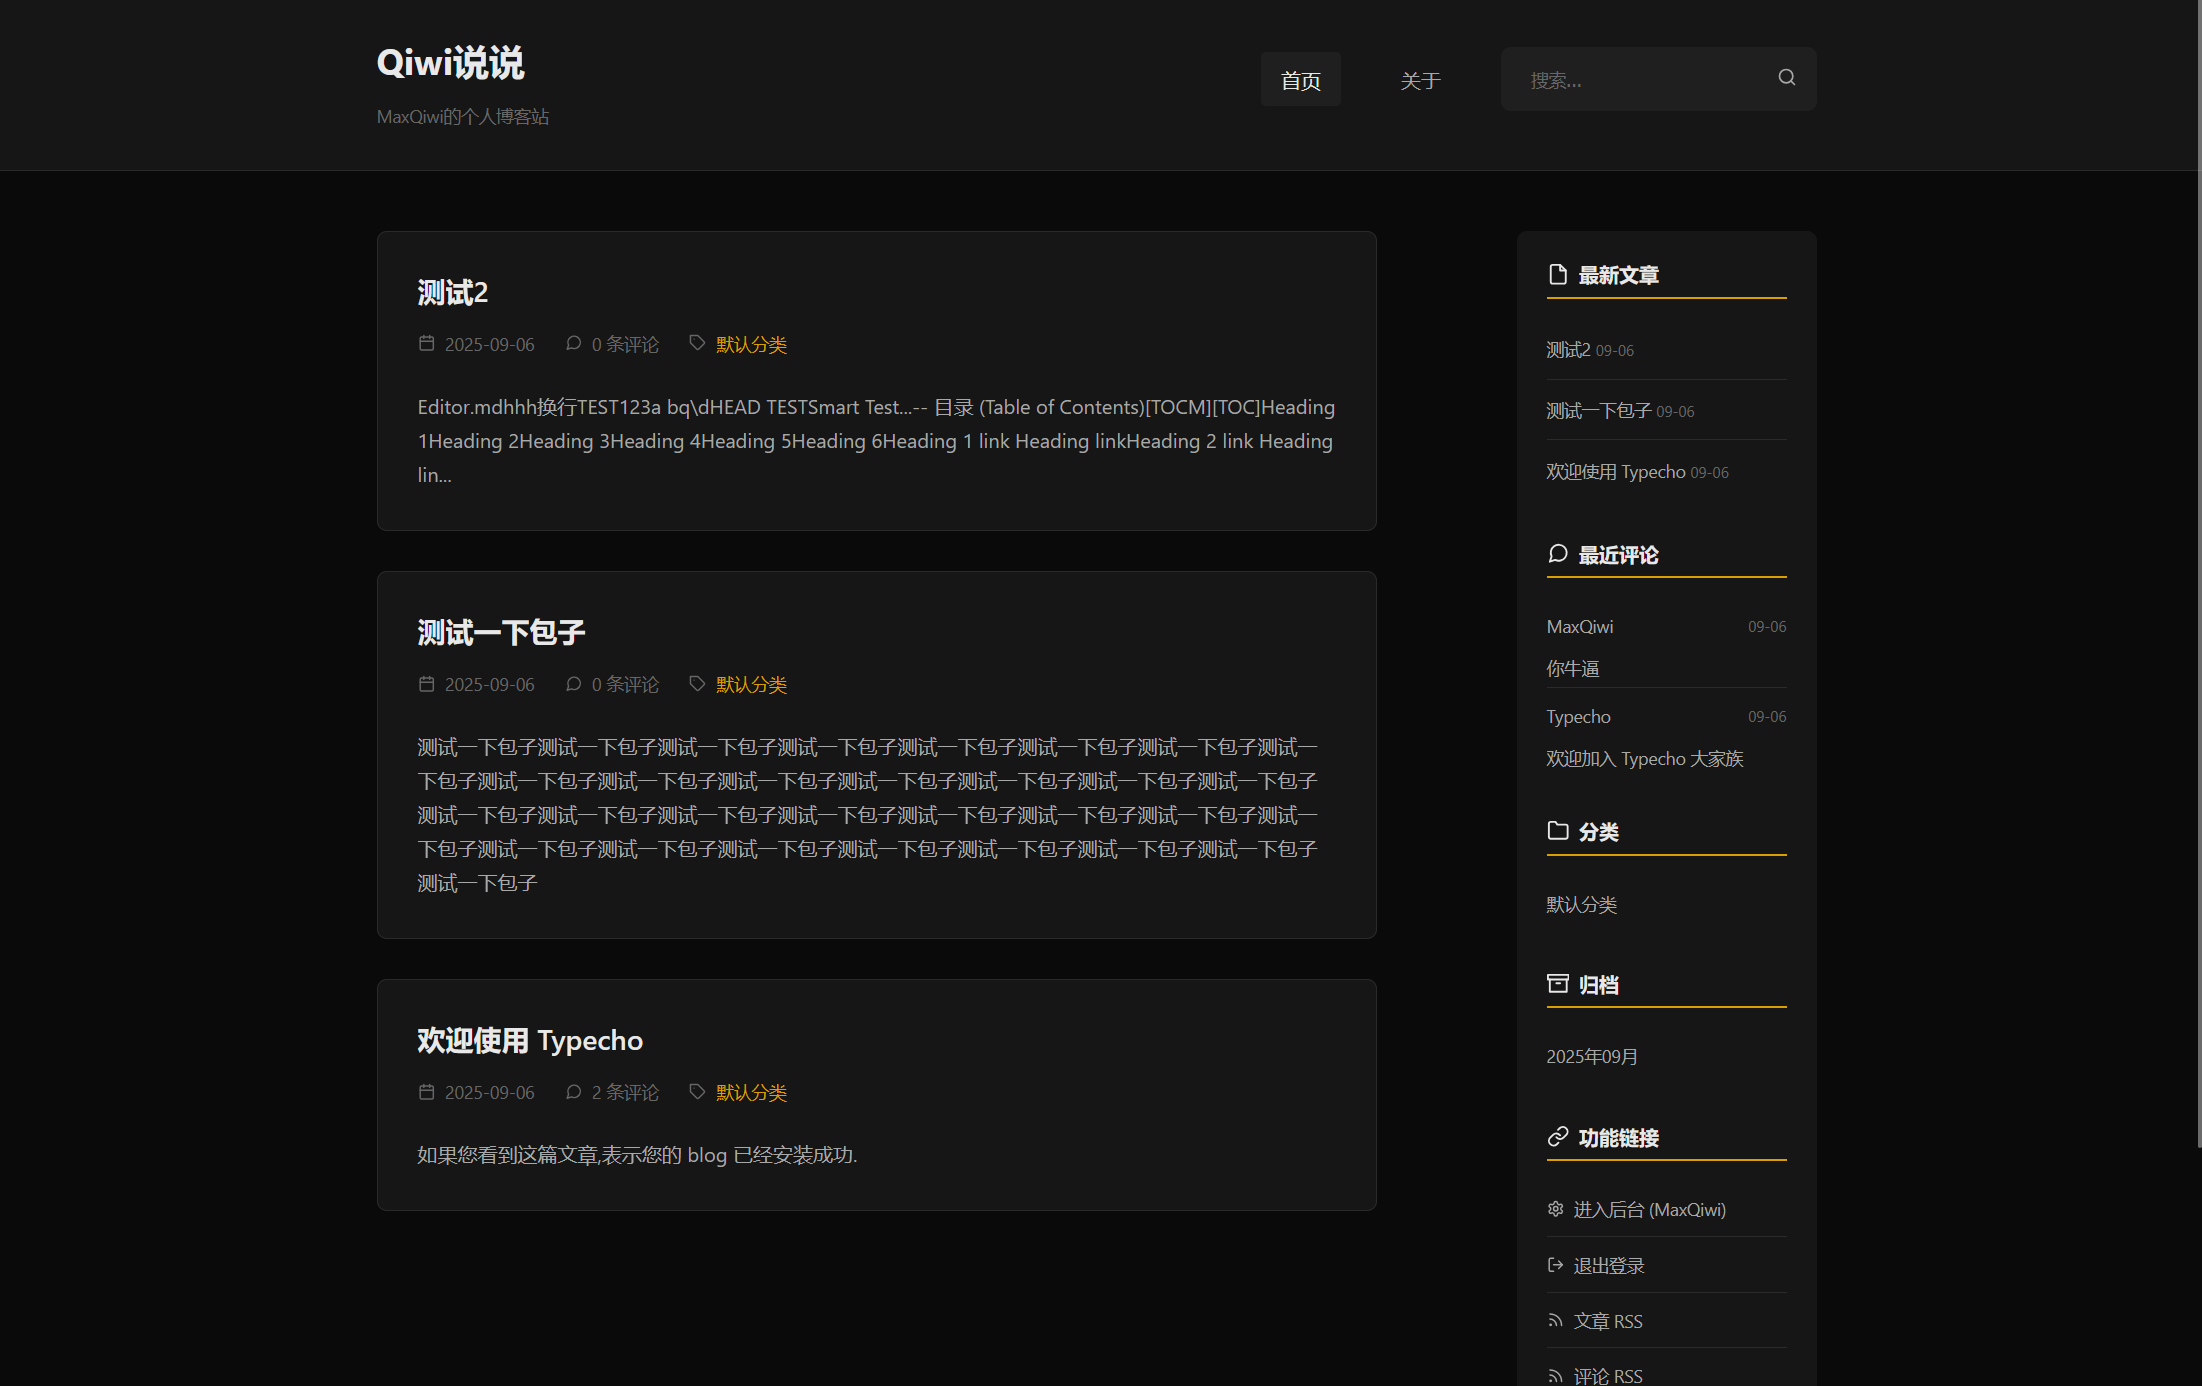 Qiwi说说
MaxQiwi的个人博客站
首页
关于
搜索...
测试2
2025-09-06
0 条评论
默认分类
Editor.mdhhh换行TEST123a bq\dHEAD TESTSmart Test...-- 目录 (Table of Contents)[TOCM][TOC]Heading
1Heading 2Heading 3Heading 4Heading 5Heading 6Heading 1 link Heading linkHeading 2 link Heading
lin...
测试一下包子
2025-09-06
0 条评论
默认分类
测试一下包子测试一下包子测试一下包子测试一下包子测试一下包子测试一下包子测试一下包子测试一
下包子测试一下包子测试一下包子测试一下包子测试一下包子测试一下包子测试一下包子测试一下包子
测试一下包子测试一下包子测试一下包子测试一下包子测试一下包子测试一下包子测试一下包子测试一
下包子测试一下包子测试一下包子测试一下包子测试一下包子测试一下包子测试一下包子测试一下包子
测试一下包子
欢迎使用 Typecho
2025-09-06
2 条评论
默认分类
如果您看到这篇文章,表示您的 blog 已经安装成功.
最新文章
测试2 09-06
测试一下包子 09-06
欢迎使用 Typecho 09-06
最近评论
MaxQiwi 09-06
你牛逼
Typecho 09-06
欢迎加入 Typecho 大家族
分类
默认分类
归档
2025年09月
功能链接
进入后台 (MaxQiwi)
退出登录
文章 RSS
评论 RSS